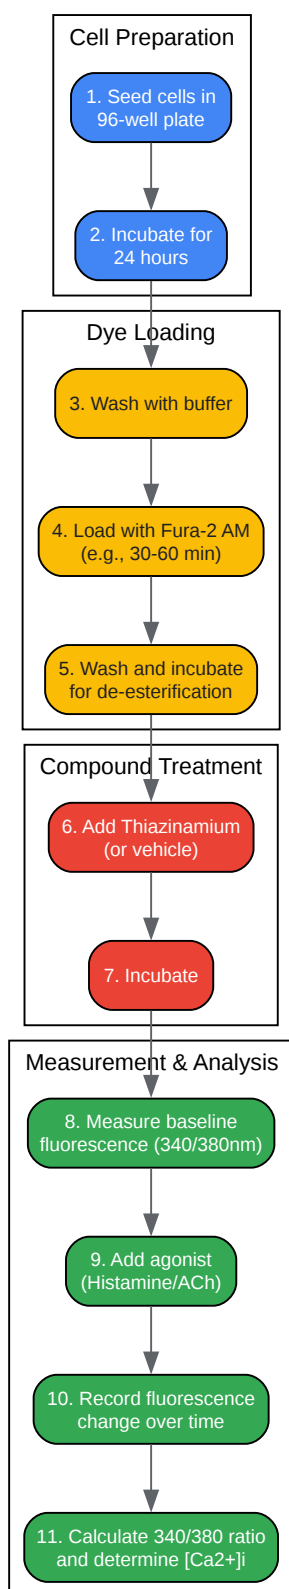 Cell Preparation
1. Seed cells in
96-well plate
2. Incubate for
24 hours
Dye Loading
3. Wash with buffer
4. Load with Fura-2 AM
(e.g., 30-60 min)
5. Wash and incubate
for de-esterification
Compound Treatment
6. Add Thiazinamium
(or vehicle)
7. Incubate
Measurement & Analysis
8. Measure baseline
fluorescence (340/380nm)
9. Add agonist
(Histamine/ACh)
10. Record fluorescence
change over time
11. Calculate 340/380 ratio
and determine [Ca2+]i